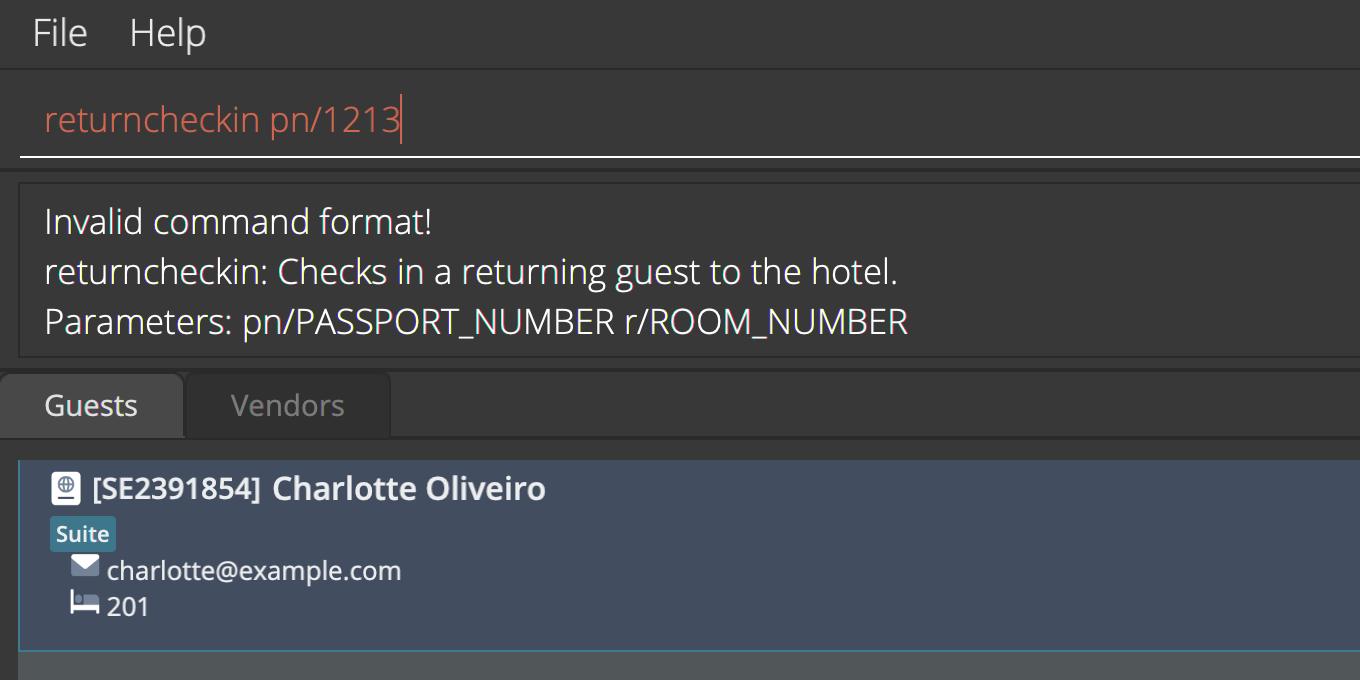 File Help
returncheckin pn/1213
Invalid command format!
returncheckin: Checks in a returning guest to the hotel.
Parameters: pn/PASSPORT_NUMBER r/ROOM_NUMBER
Guests Vendors
[SE2391854] Charlotte Oliveiro
Suite
charlotte@example.com
201